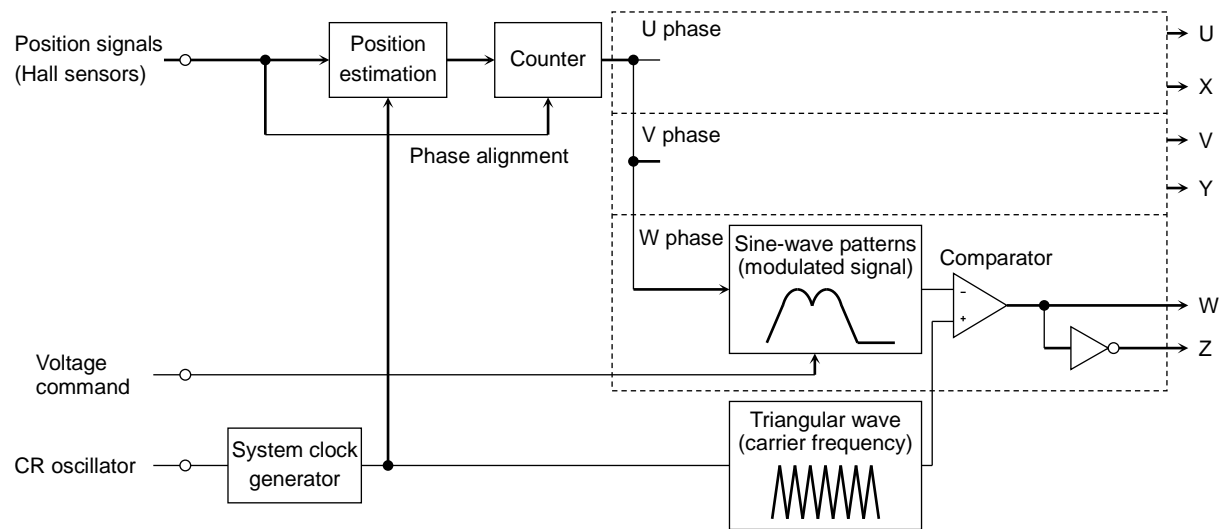 Position signals
(Hall sensors)
Position
estimation
Counter
Phase alignment
U phase
U
X
V phase
V
Y
W phase
Sine-wave patterns
(modulated signal)
Comparator
−
+
W
Z
Voltage
command
CR oscillator
System clock
generator
Triangular wave
(carrier frequency)